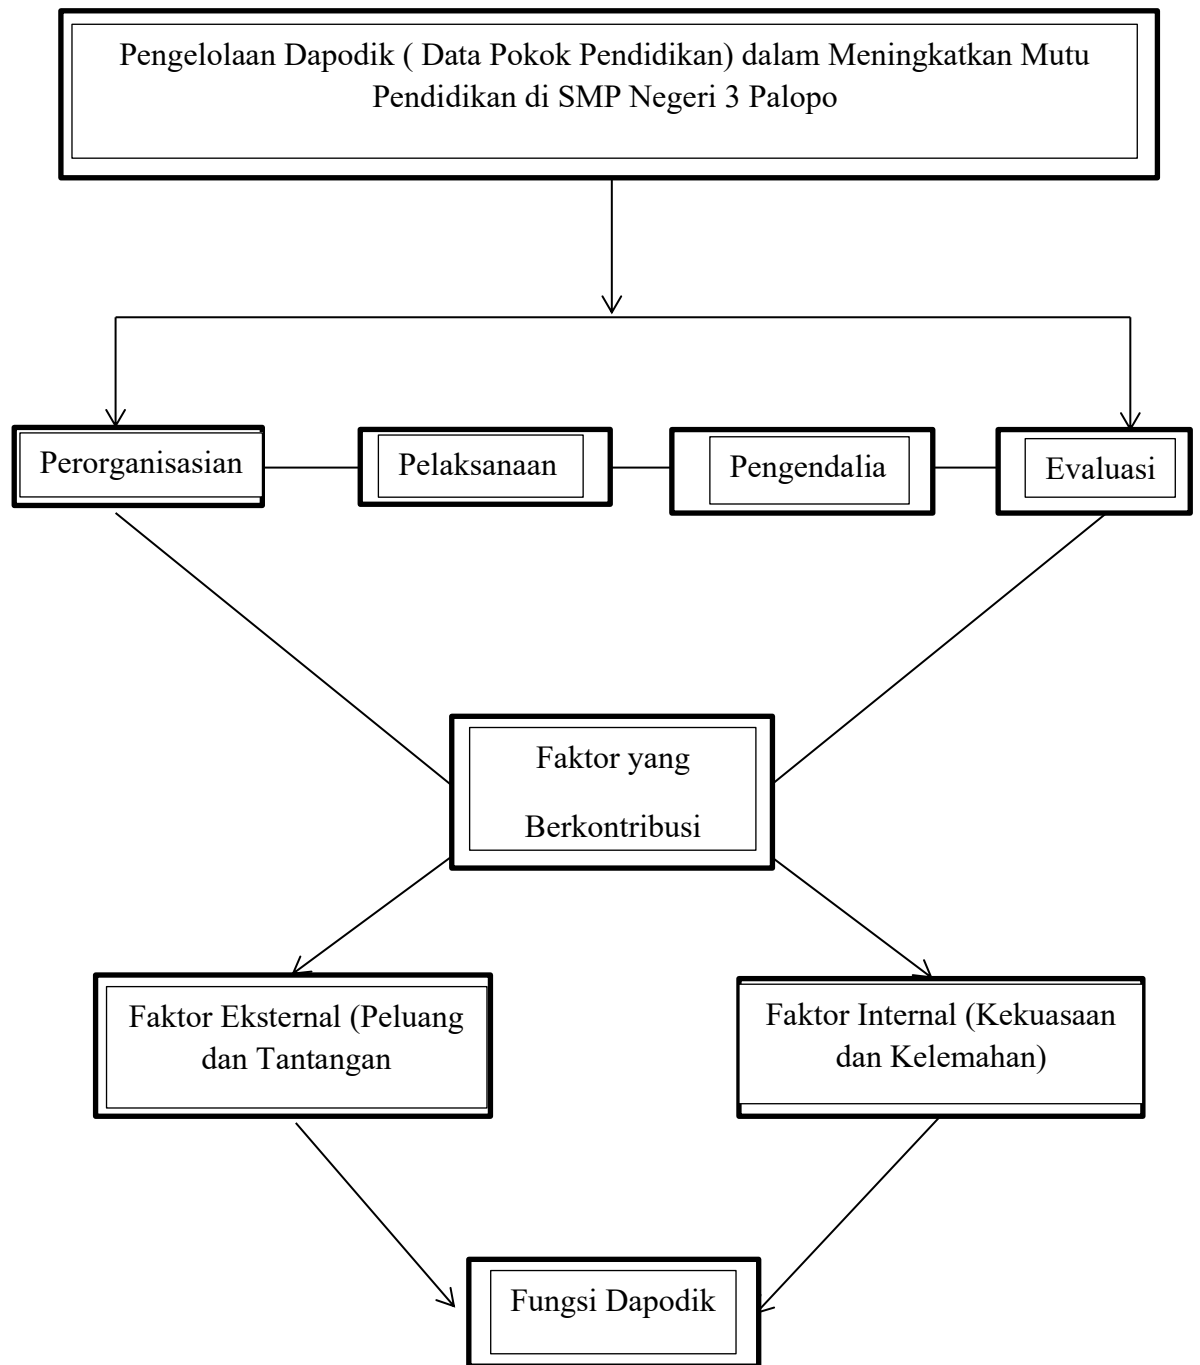 Pengelolaan Dapodik ( Data Pokok Pendidikan) dalam Meningkatkan Mutu
Pendidikan di SMP Negeri 3 Palopo
Perorganisasian
Pelaksanaan
Pengendalia
Evaluasi
Faktor yang
Berkontribusi
Faktor Eksternal (Peluang
dan Tantangan
Faktor Internal (Kekuasaan
dan Kelemahan)
Fungsi Dapodik